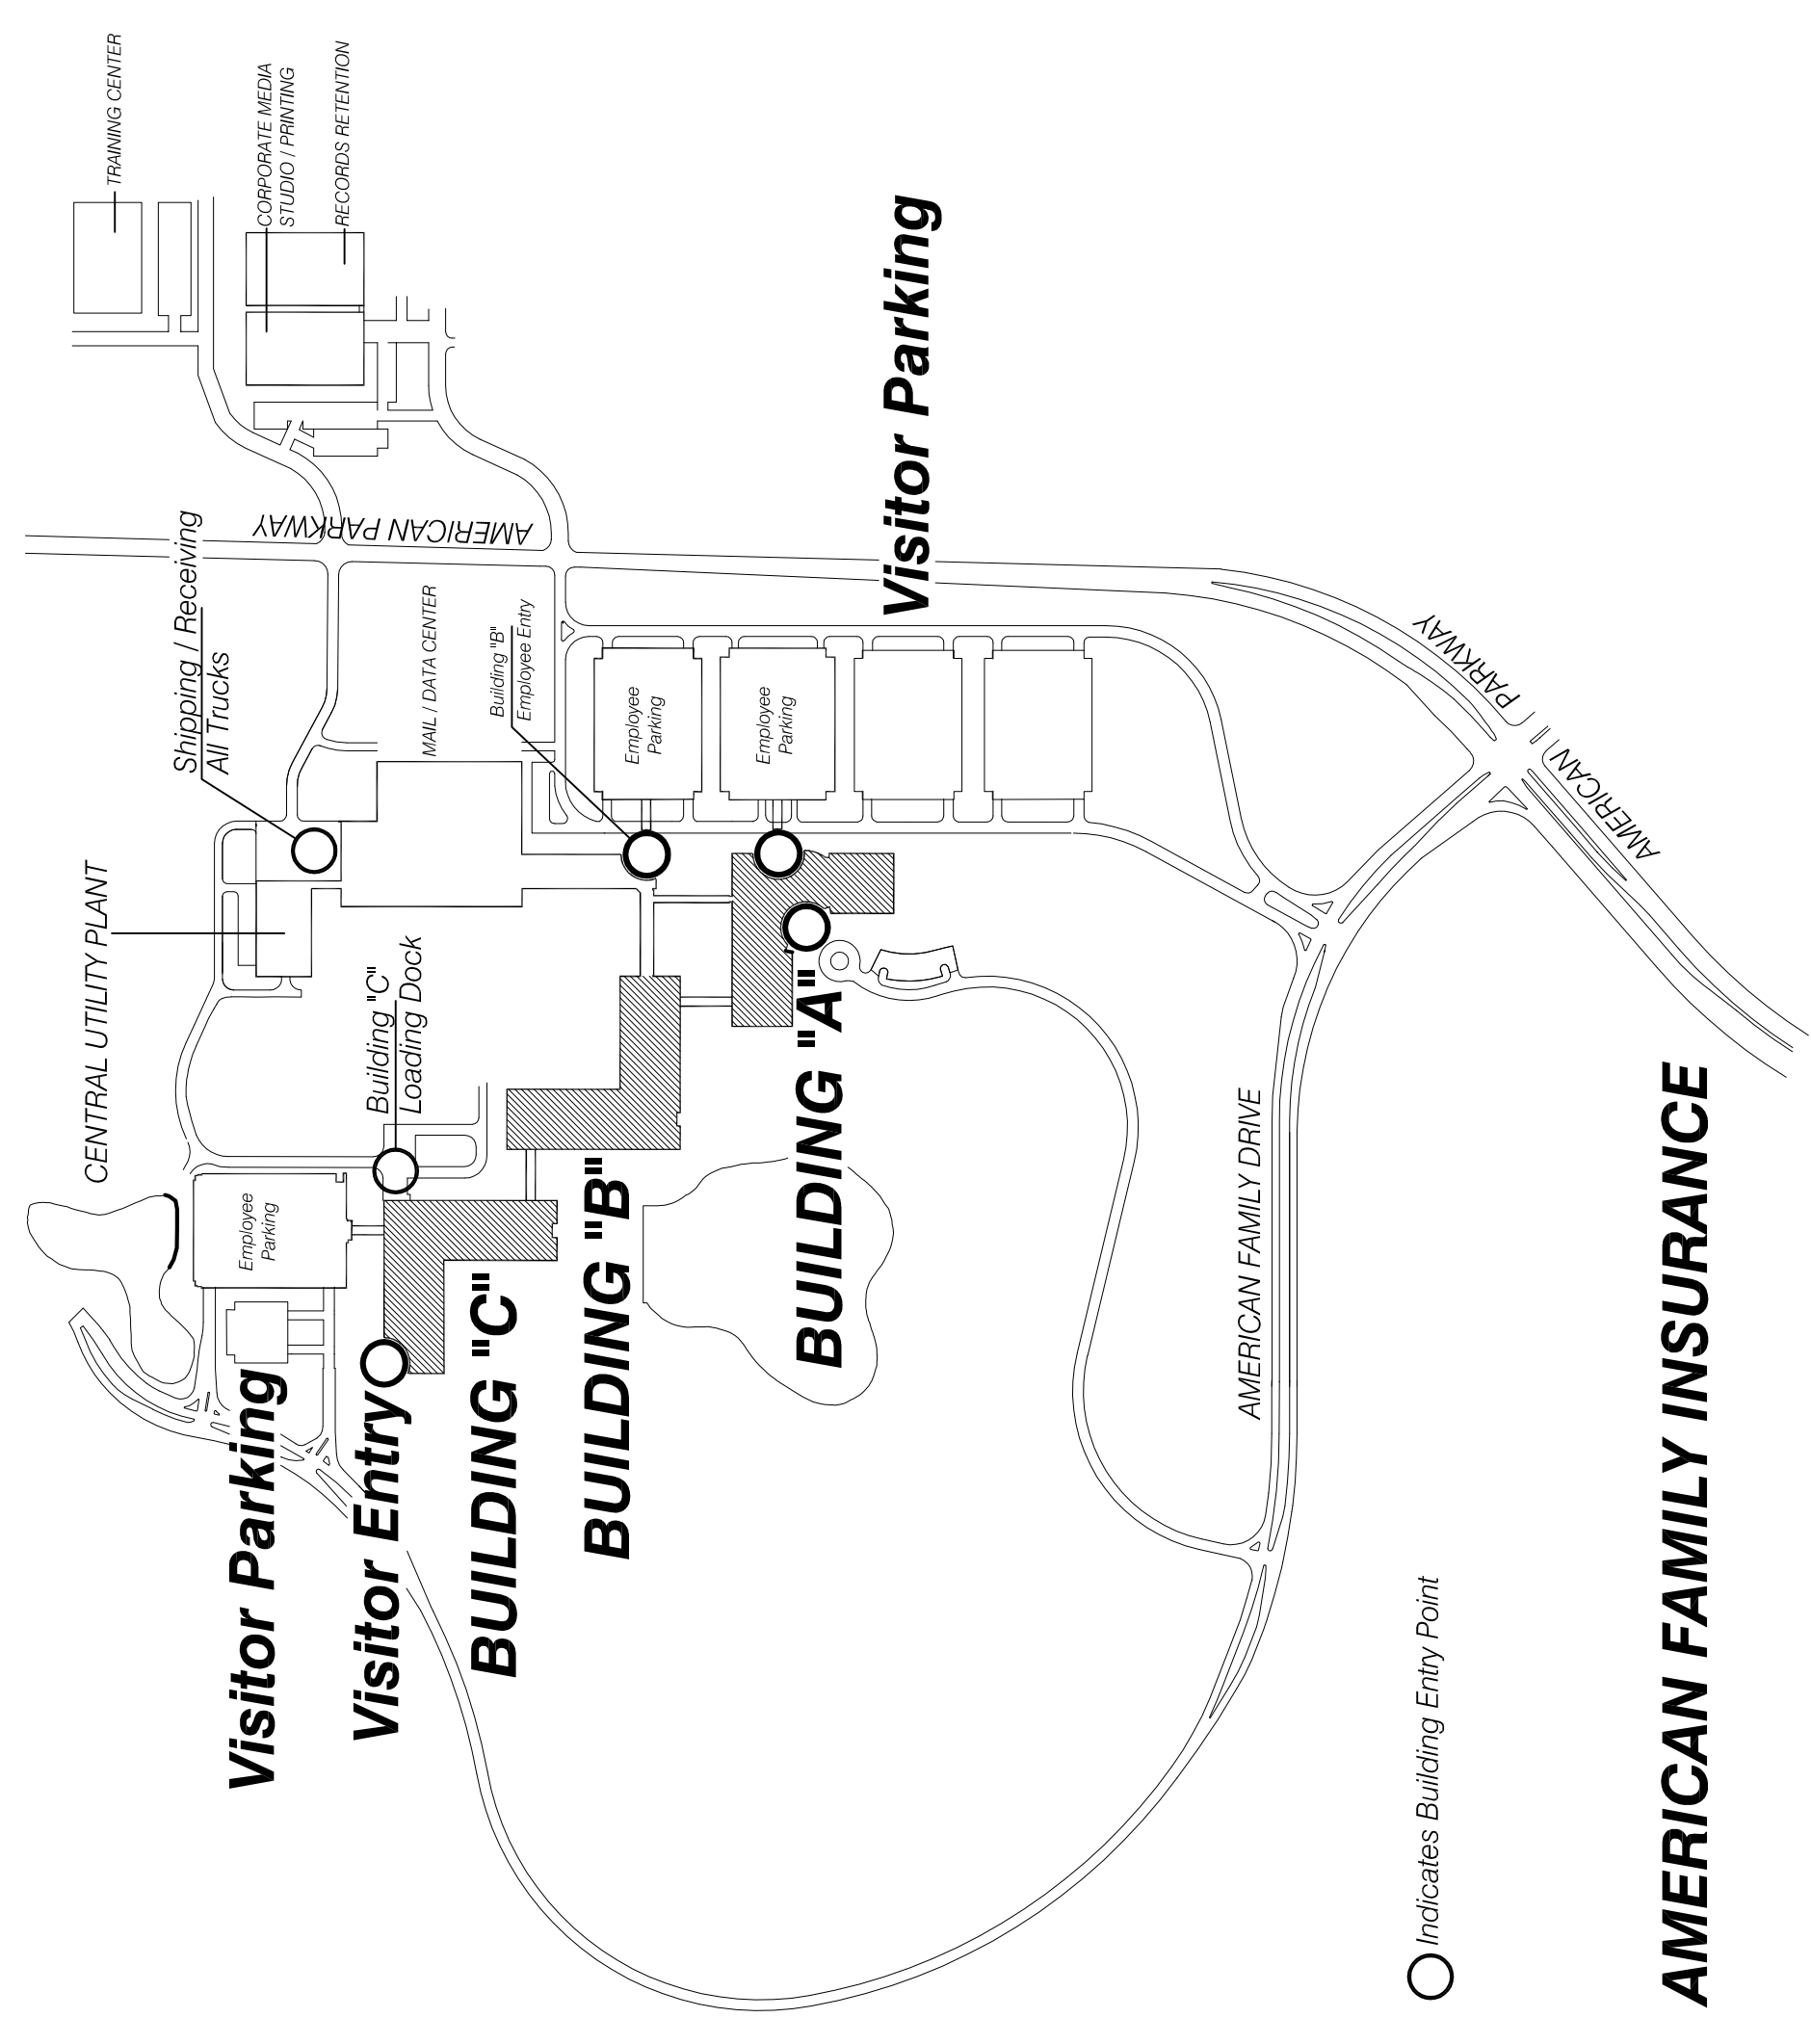 TRAINING CENTER
CORPORATE MEDIA
STUDIO / PRINTING
RECORDS RETENTION
Shipping / Receiving
All Trucks
AMERICAN PARKWAY
MAIL / DATA CENTER
Building "B"
Employee Entry
Visitor Parking
Employee
Parking
Employee
Parking
AMERICAN
PARKWAY
CENTRAL UTILITY PLANT
Building "C"
Loading Dock
Employee
Parking
Visitor Parking
Visitor Entry
BUILDING "C"
BUILDING "B"
BUILDING "A"
AMERICAN FAMILY DRIVE
Indicates Building Entry Point
AMERICAN FAMILY INSURANCE